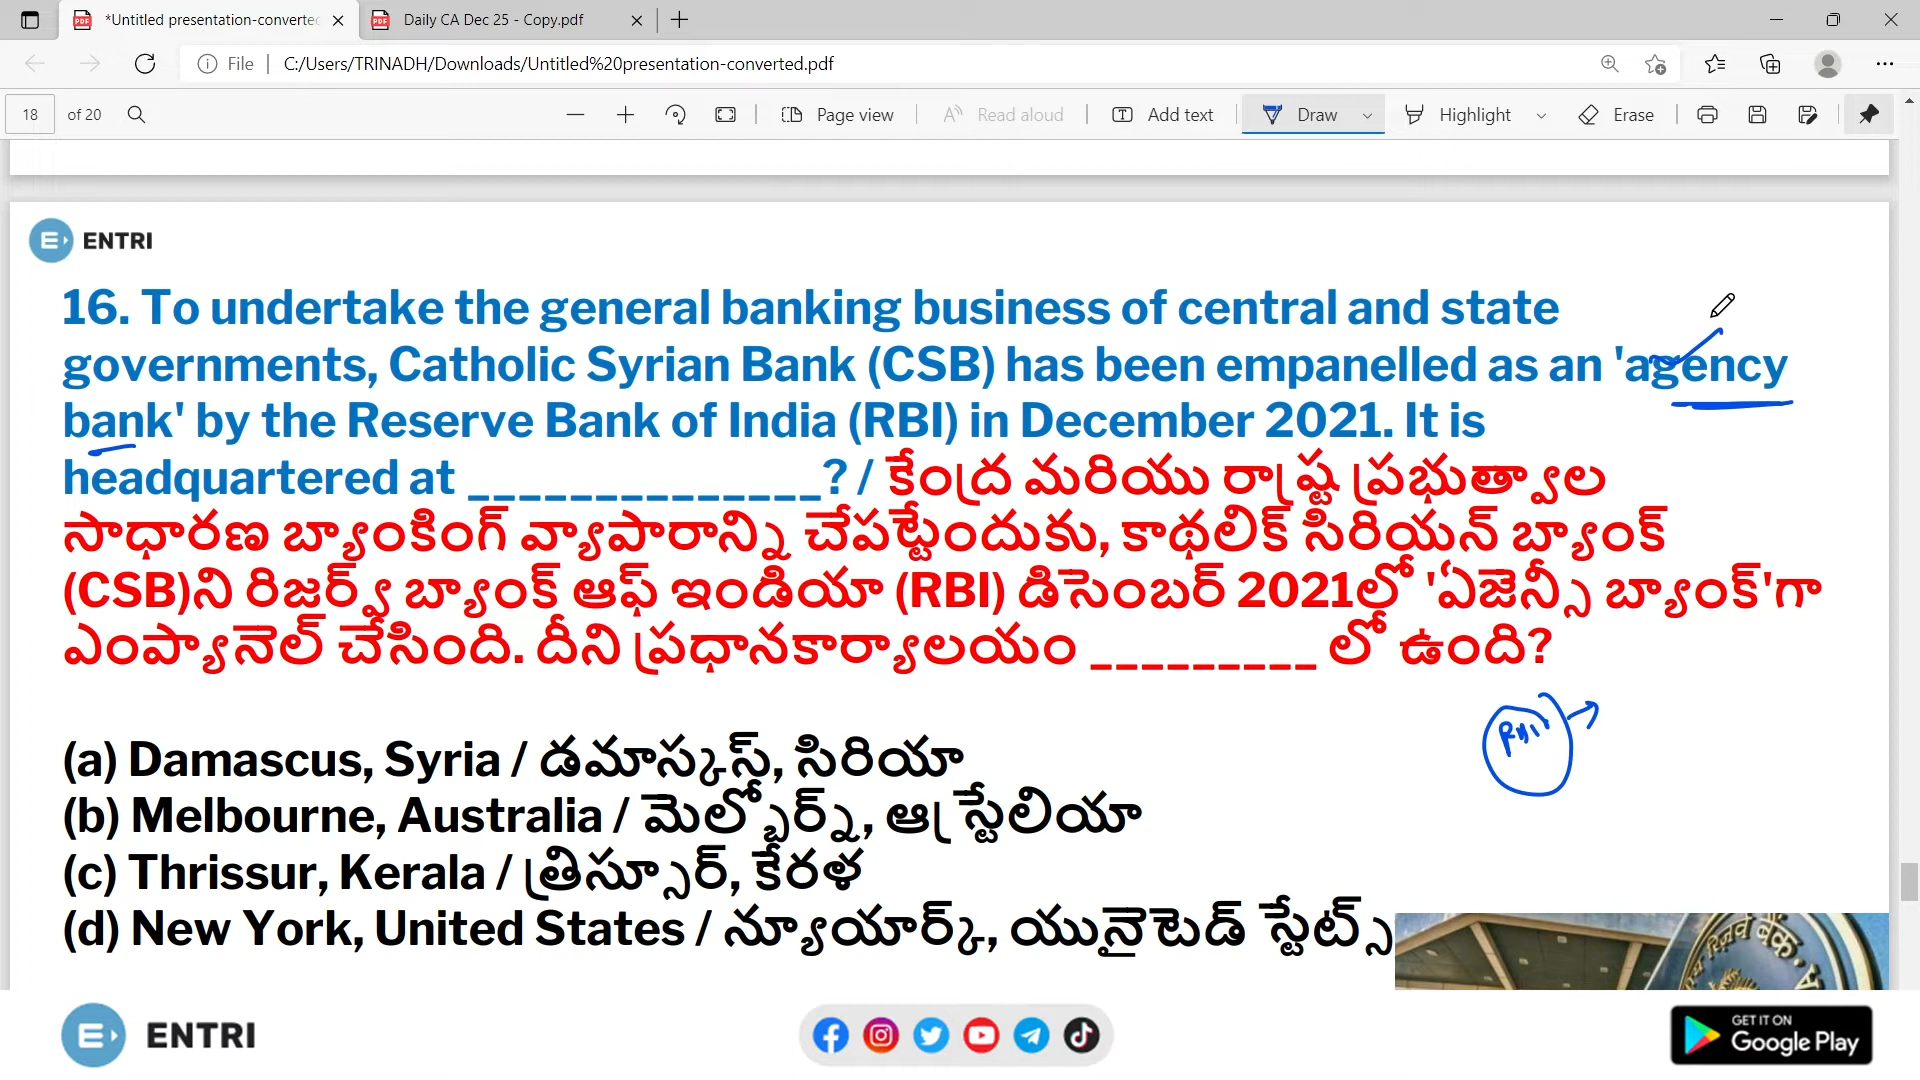 *Untitled presentation-converted
Daily CA Dec 25 - Copy.pdf
File
C:/Users/TRINADH/Downloads/Untitled%20presentation-converted.pdf
18 of 20
Page view
Read aloud
Add text
Draw
Highlight
Erase
ENTRI
16. To undertake the general banking business of central and state
governments, Catholic Syrian Bank (CSB) has been empanelled as an 'agency
bank' by the Reserve Bank of India (RBI) in December 2021. It is
headquartered at ______________? / కేంద్ర మరియు రాష్ట్ర ప్రభుత్వాల
సాధారణ బ్యాంకింగ్ వ్యాపారాన్ని చేపట్టేందుకు, కాథలిక్ సిరియన్ బ్యాంక్
(CSB)ని రిజర్వ్ బ్యాంక్ ఆఫ్ ఇండియా (RBI) డిసెంబర్ 2021లో 'ఏజెన్సీ బ్యాంక్'గా
ఎంప్యానెల్ చేసింది. దీని ప్రధానకార్యాలయం _________ లో ఉంది?
RBI
(a) Damascus, Syria / డమాస్కస్, సిరియా
(b) Melbourne, Australia / మెల్బోర్న్, ఆస్ట్రేలియా
(c) Thrissur, Kerala / త్రిస్సూర్, కేరళ
(d) New York, United States / న్యూయార్క్, యునైటెడ్ స్టేట్స్
ENTRI
GET IT ON
Google Play